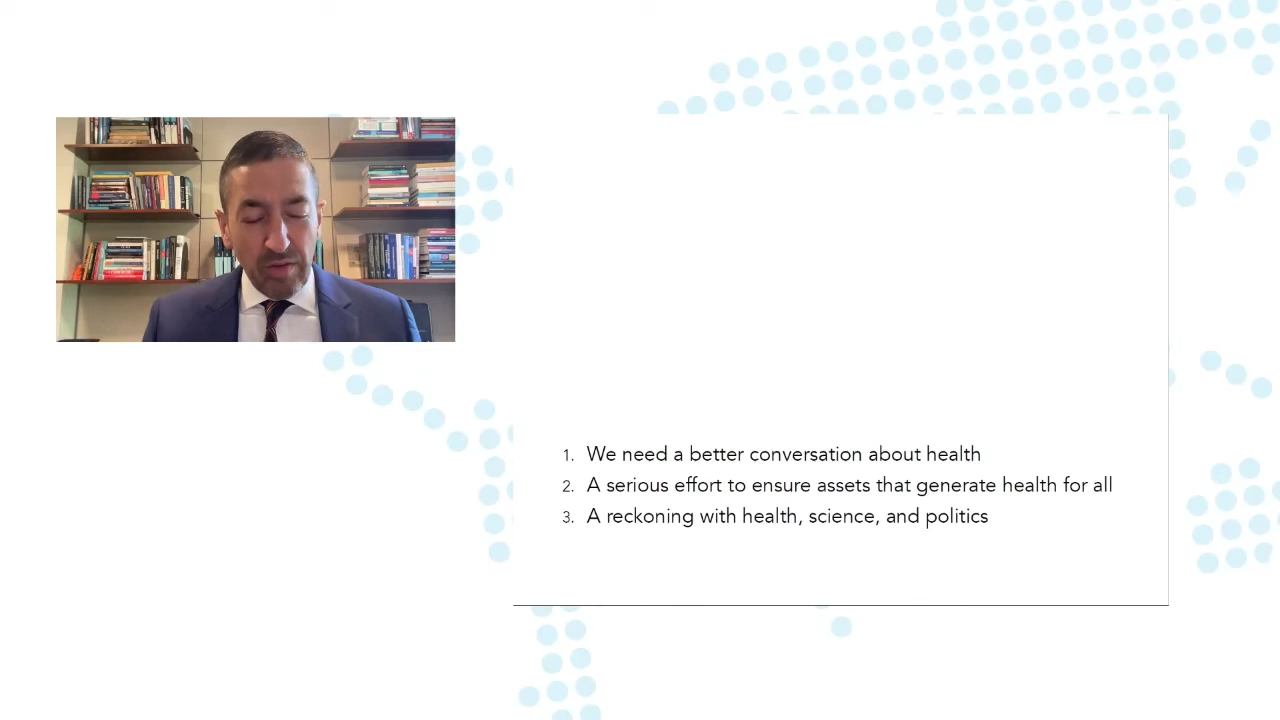 1. We need a better conversation about health
2. A serious effort to ensure assets that generate health for all
3. A reckoning with health, science, and politics